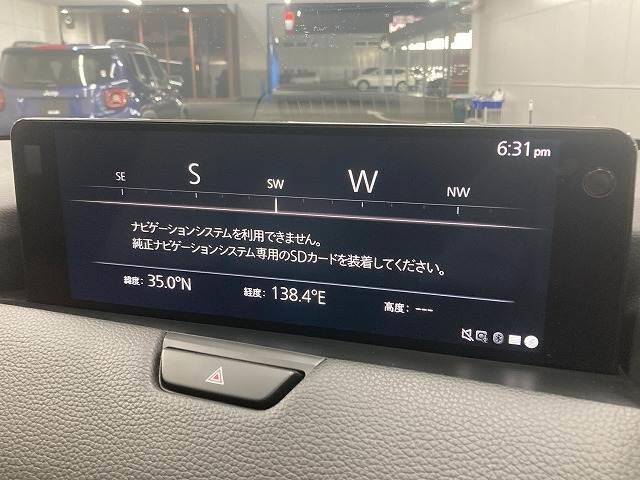 Jeep
6:31pm
SE S SW W NW
ナビゲーションシステムを利用できません。
純正ナビゲーションシステム専用のSDカードを装着してください。
緯度: 35.0°N 経度: 138.4°E 高度: ---